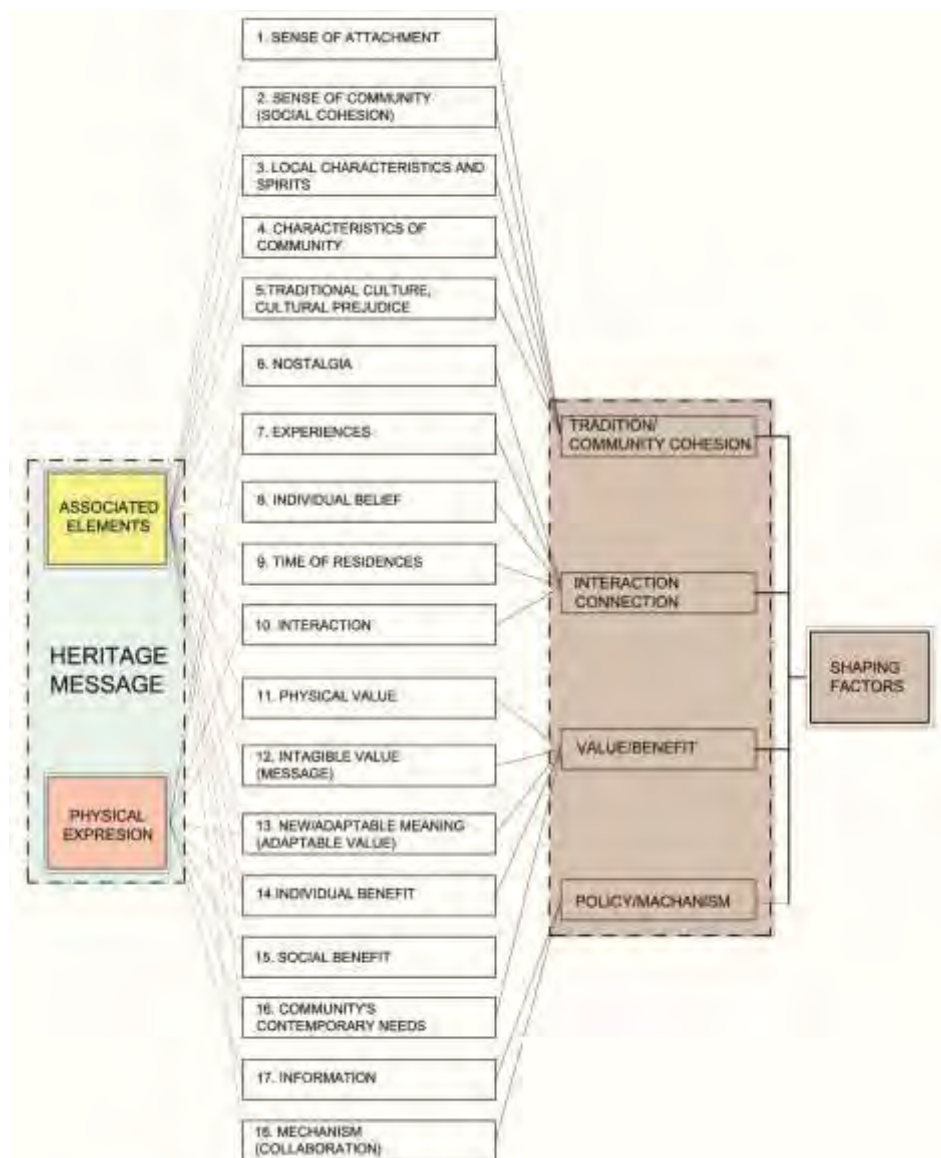 1. SENSE OF ATTACHMENT
2. SENSE OF COMMUNITY
(SOCIAL COHESION)
3. LOCAL CHARACTERISTICS AND
SPIRITS
4. CHARACTERISTICS OF
COMMUNITY
5.TRADITIONAL CULTURE,
CULTURAL PREJUDICE
6. NOSTALGIA
7. EXPERIENCES
8. INDIVIDUAL BELIEF
9. TIME OF RESIDENCES
10. INTERACTION
11. PHYSICAL VALUE
12. INTAGIBLE VALUE
(MESSAGE)
13. NEW/ADAPTABLE MEANING
(ADAPTABLE VALUE)
14.INDIVIDUAL BENEFIT
15. SOCIAL BENEFIT
16. COMMUNITY'S
CONTEMPORARY NEEDS
17. INFORMATION
18. MECHANISM
(COLLABORATION)
ASSOCIATED
ELEMENTS
HERITAGE
MESSAGE
PHYSICAL
EXPRESION
TRADITION/
COMMUNITY COHESION
INTERACTION
CONNECTION
VALUE/BENEFIT
POLICY/MACHANISM
SHAPING
FACTORS